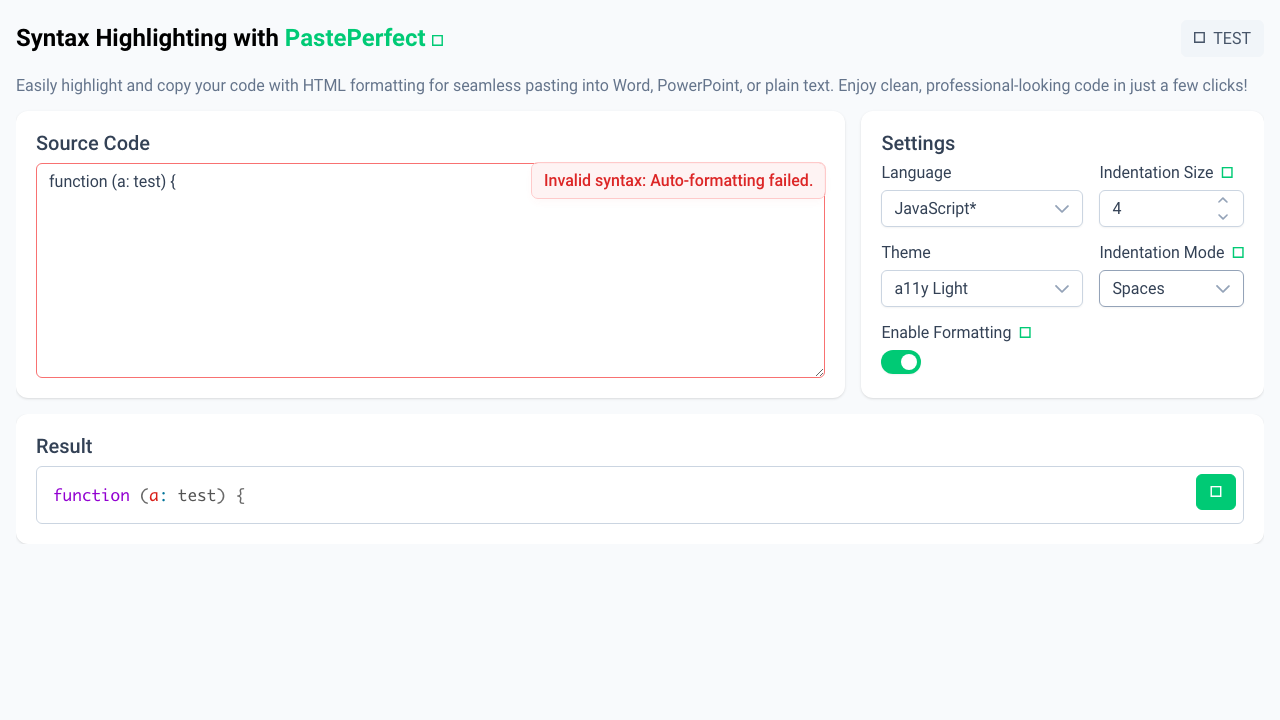 Syntax Highlighting with PastePerfect
TEST
Easily highlight and copy your code with HTML formatting for seamless pasting into Word, PowerPoint, or plain text. Enjoy clean, professional-looking code in just a few clicks!
Source Code
function (a: test) {
Invalid syntax: Auto-formatting failed.
Settings
Language
Indentation Size
JavaScript*
4
Theme
Indentation Mode
a11y Light
Spaces
Enable Formatting
Result
function (a: test) {